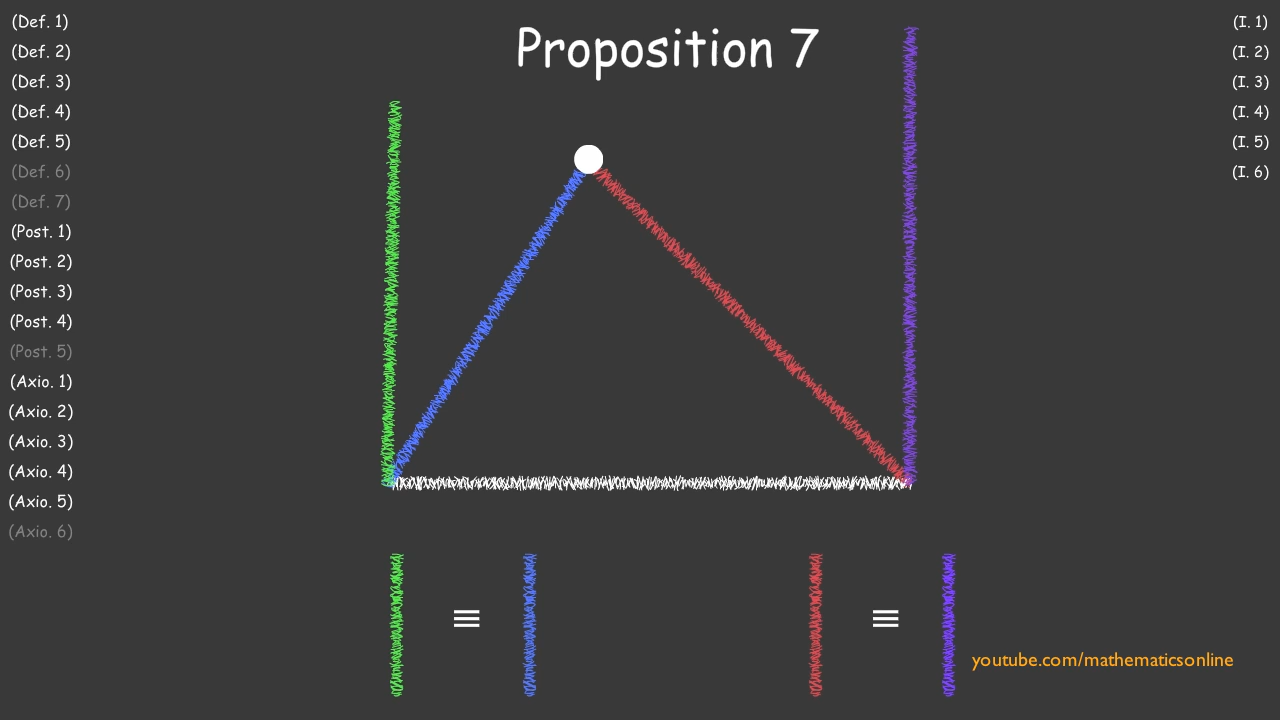 Proposition 7
(Def. 1)
(Def. 2)
(Def. 3)
(Def. 4)
(Def. 5)
(Def. 6)
(Def. 7)
(Post. 1)
(Post. 2)
(Post. 3)
(Post. 4)
(Post. 5)
(Axio. 1)
(Axio. 2)
(Axio. 3)
(Axio. 4)
(Axio. 5)
(Axio. 6)
(I. 1)
(I. 2)
(I. 3)
(I. 4)
(I. 5)
(I. 6)
≡ ≡
youtube.com/mathematicsonline